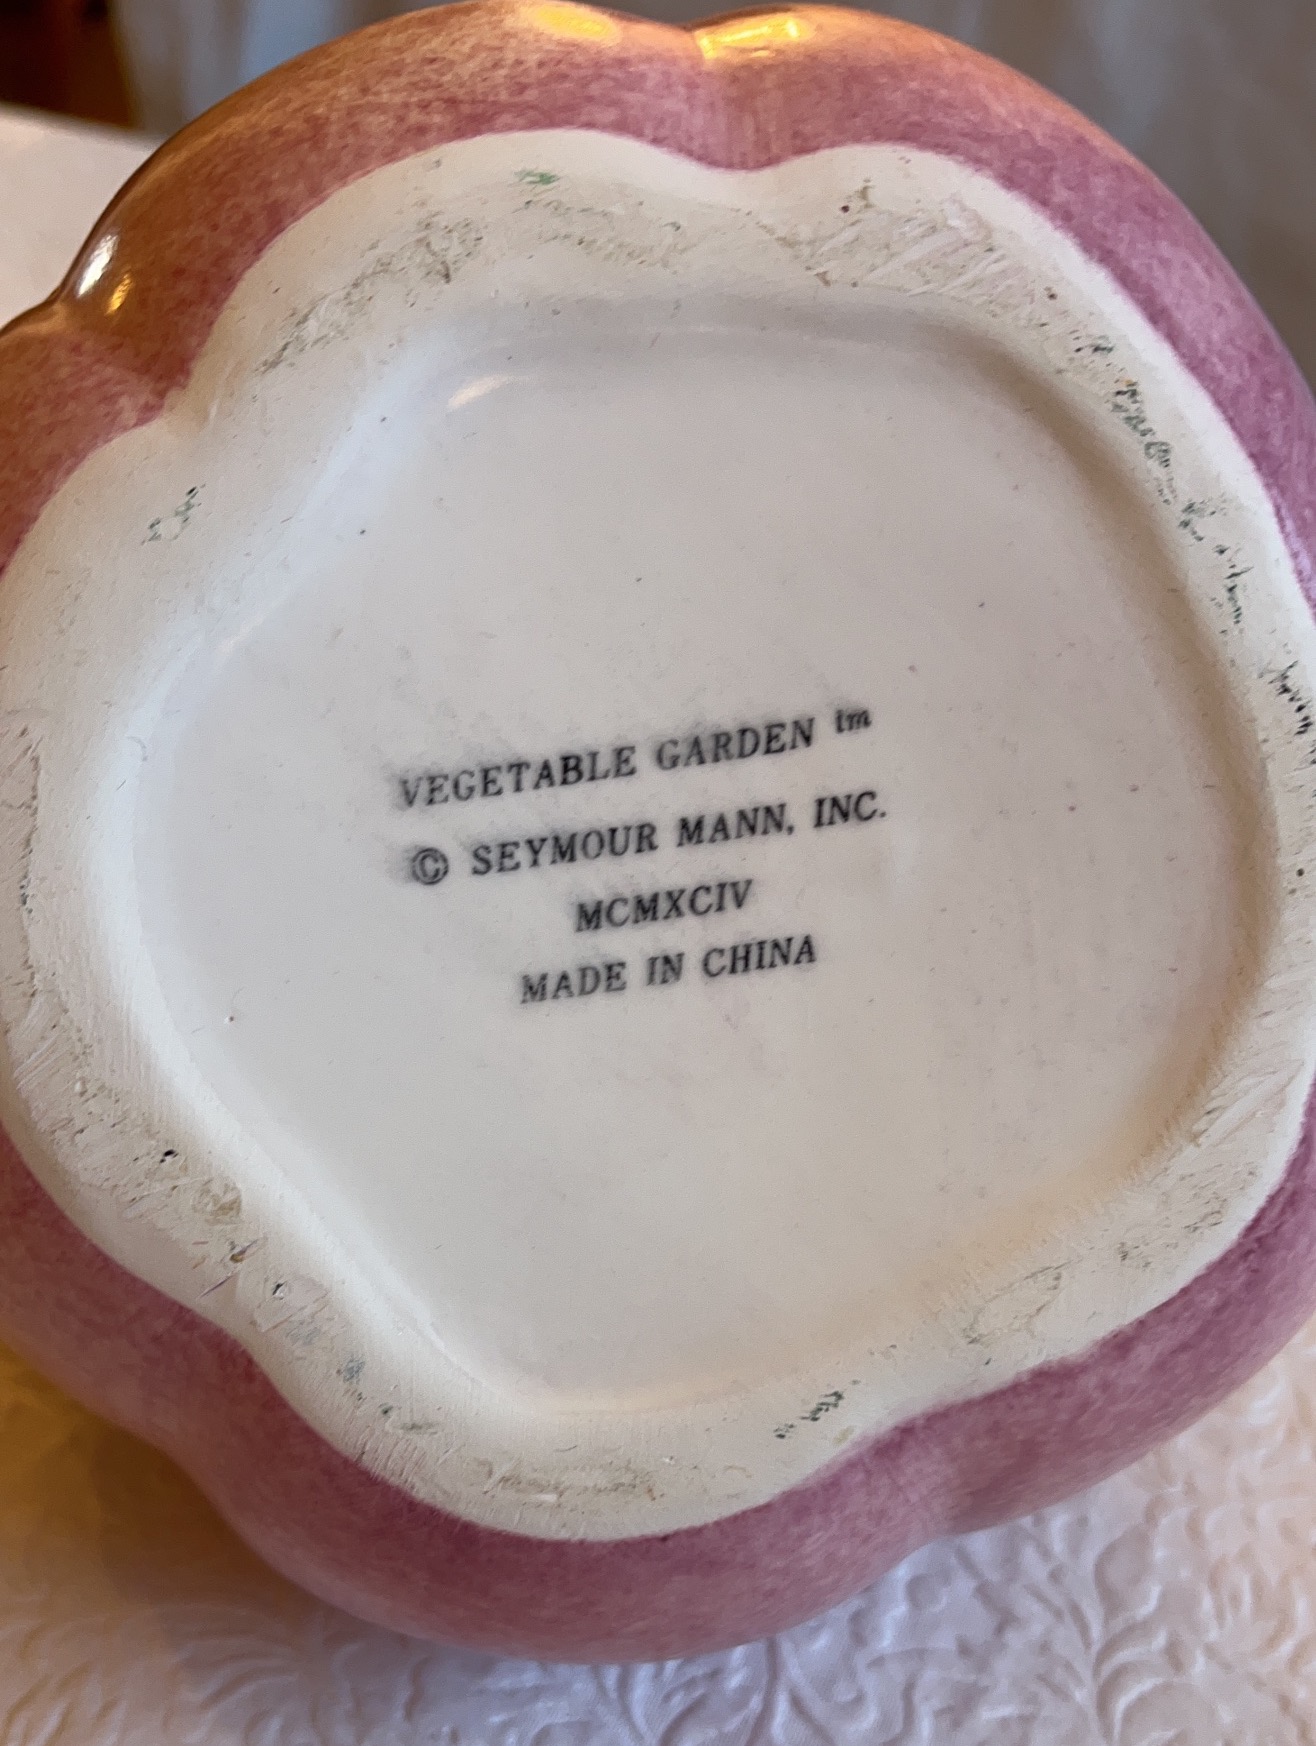 VEGETABLE GARDEN tm
© SEYMOUR MANN, INC.
MCMXCIV
MADE IN CHINA